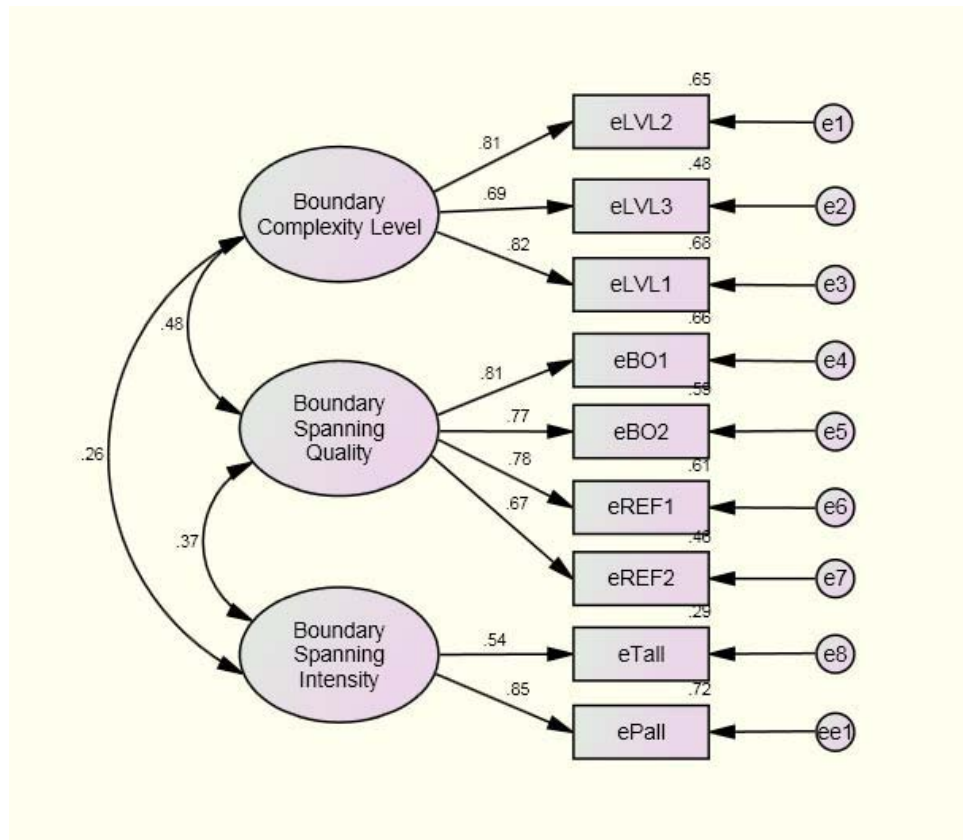 .65
eLVL2
e1
.81
.48
Boundary
Complexity Level
.69
eLVL3
e2
.82
.68
eLVL1
e3
.48
.66
eBO1
e4
.81
.59
Boundary
Spanning
Quality
.77
eBO2
e5
.78
.61
.26
eREF1
e6
.67
.46
.37
eREF2
e7
.29
Boundary
Spanning
Intensity
.54
eTall
e8
.85
.72
ePall
ee1